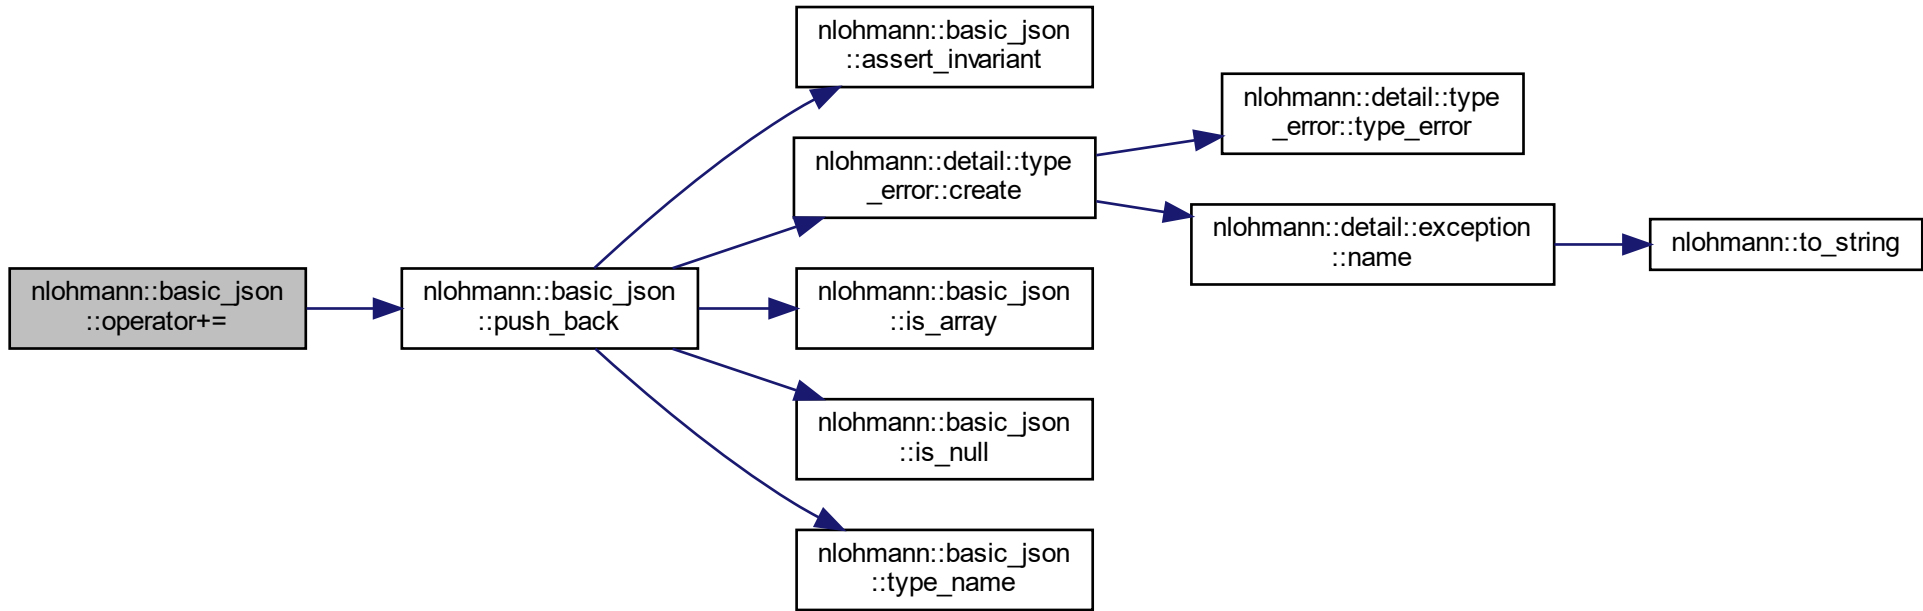 nlohmann::basic_json
::operator+=
nlohmann::basic_json
::push_back
nlohmann::basic_json
::assert_invariant
nlohmann::detail::type
_error::create
nlohmann::basic_json
::is_array
nlohmann::basic_json
::is_null
nlohmann::basic_json
::type_name
nlohmann::detail::type
_error::type_error
nlohmann::detail::exception
::name
nlohmann::to_string